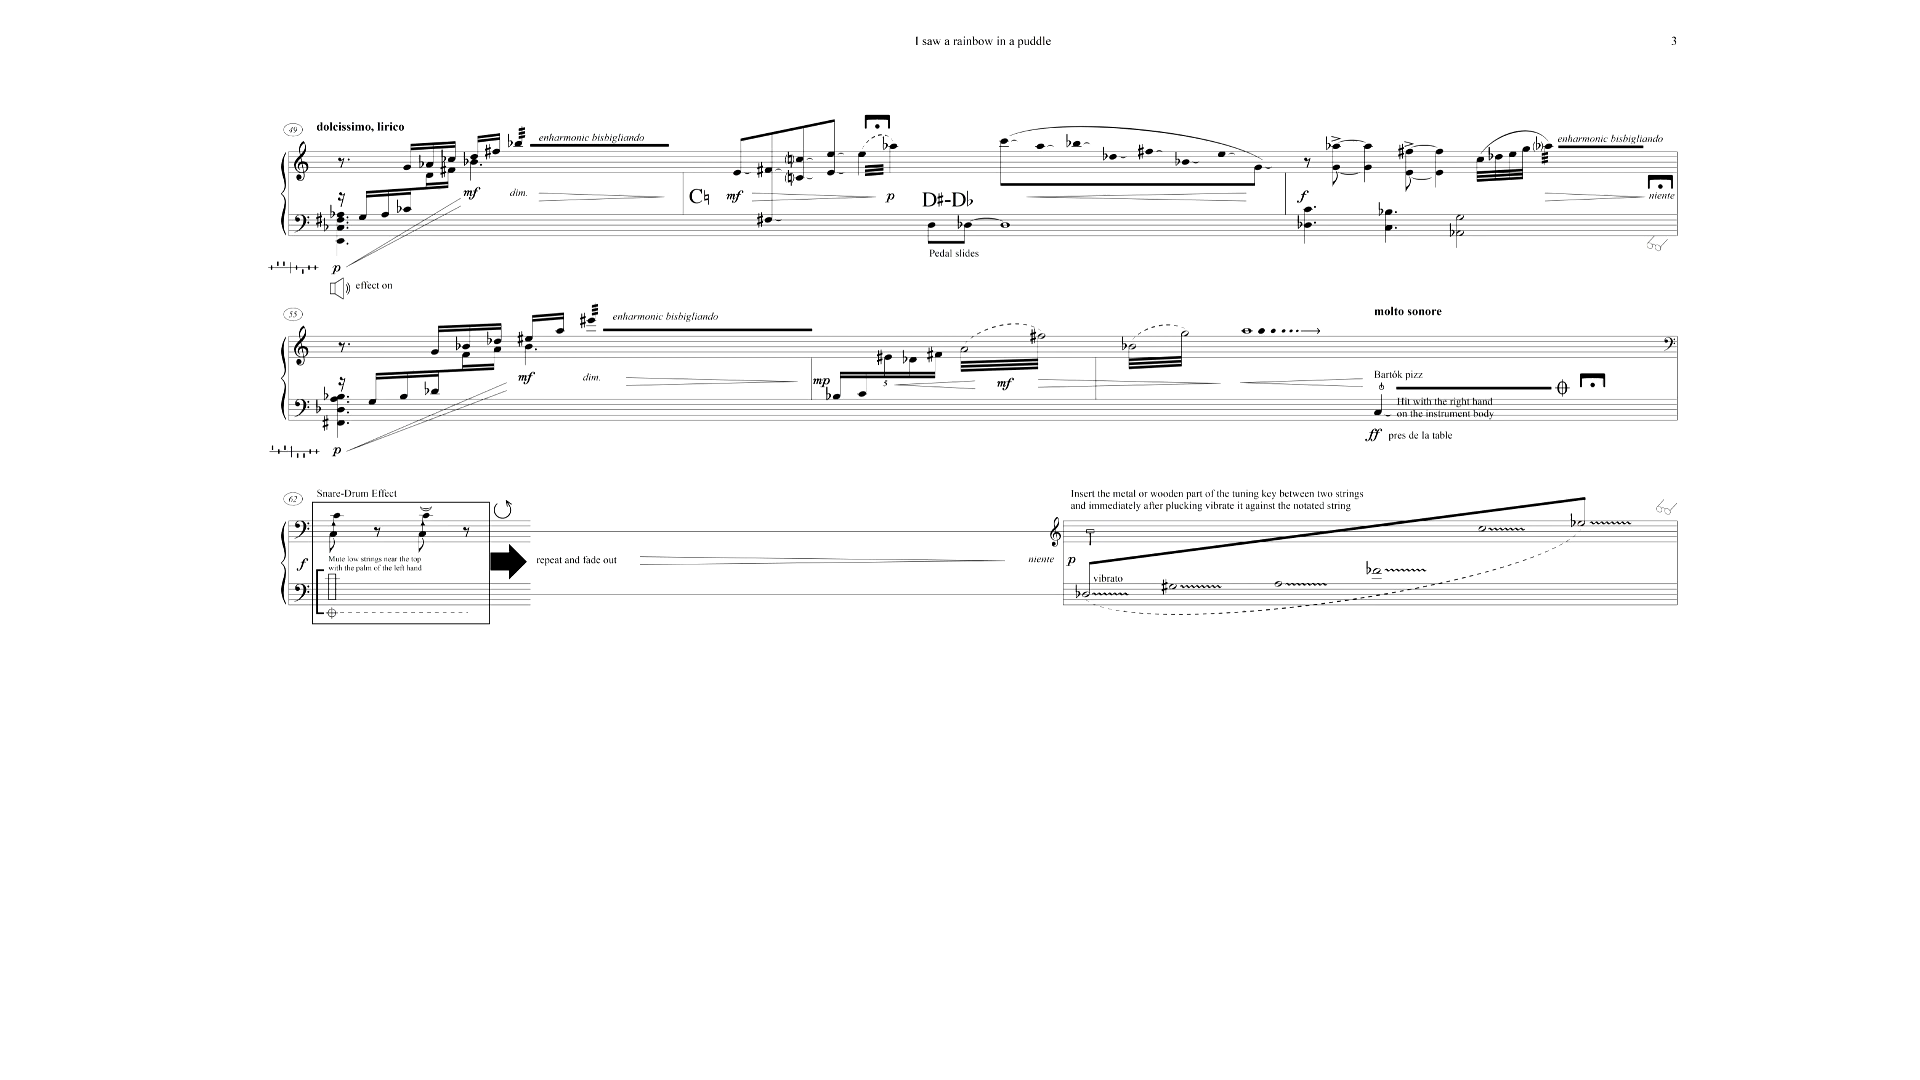 I saw a rainbow in a puddle
3
49
dolcissimo, lirico
enharmonic bisbigliando
enharmonic bisbigliando
mf
dim.
C♮
mf
p
D♯-D♭
f
niente
Pedal slides
p
effect on
55
enharmonic bisbigliando
molto sonore
mf
dim.
mp
3
mf
Bartók pizz
Hit with the right hand
on the instrument body
ff
pres de la table
p
62
Snare-Drum Effect
Insert the metal or wooden part of the tuning key between two strings
and immediately after plucking vibrate it against the notated string
f
Mute low strings near the top
with the palm of the left hand
repeat and fade out
niente
p
vibrato